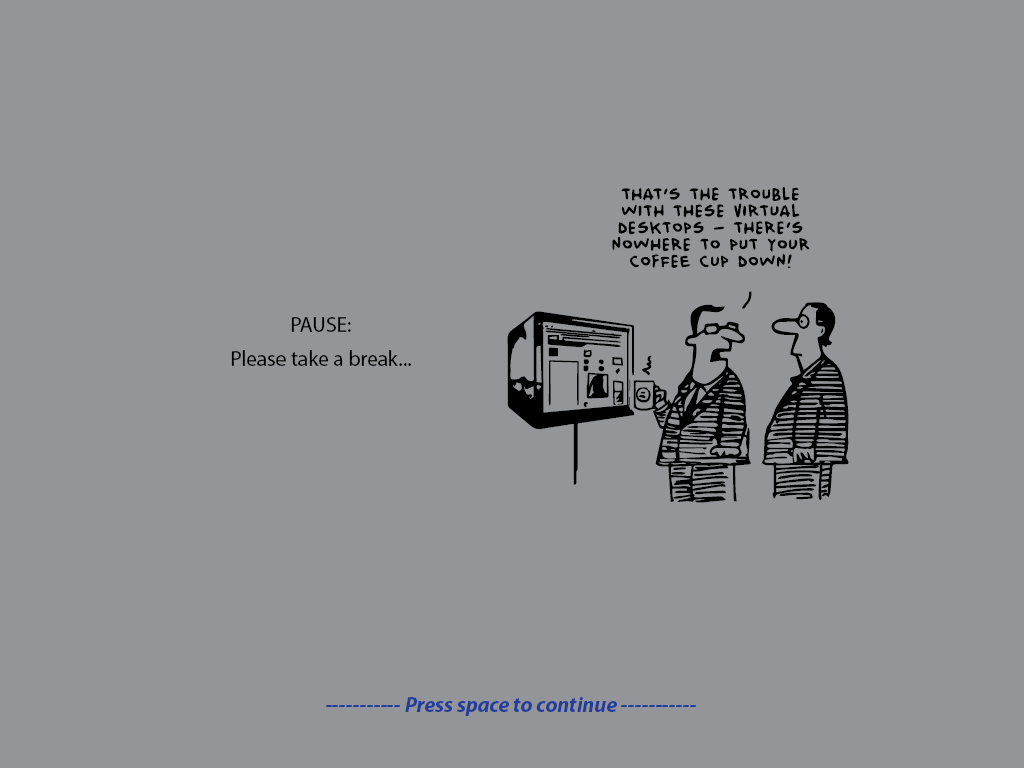 THAT'S THE TROUBLE
WITH THESE VIRTUAL
DESKTOPS – THERE'S
NOWHERE TO PUT YOUR
COFFEE CUP DOWN!
PAUSE:
Please take a break...
----------- Press space to continue -----------